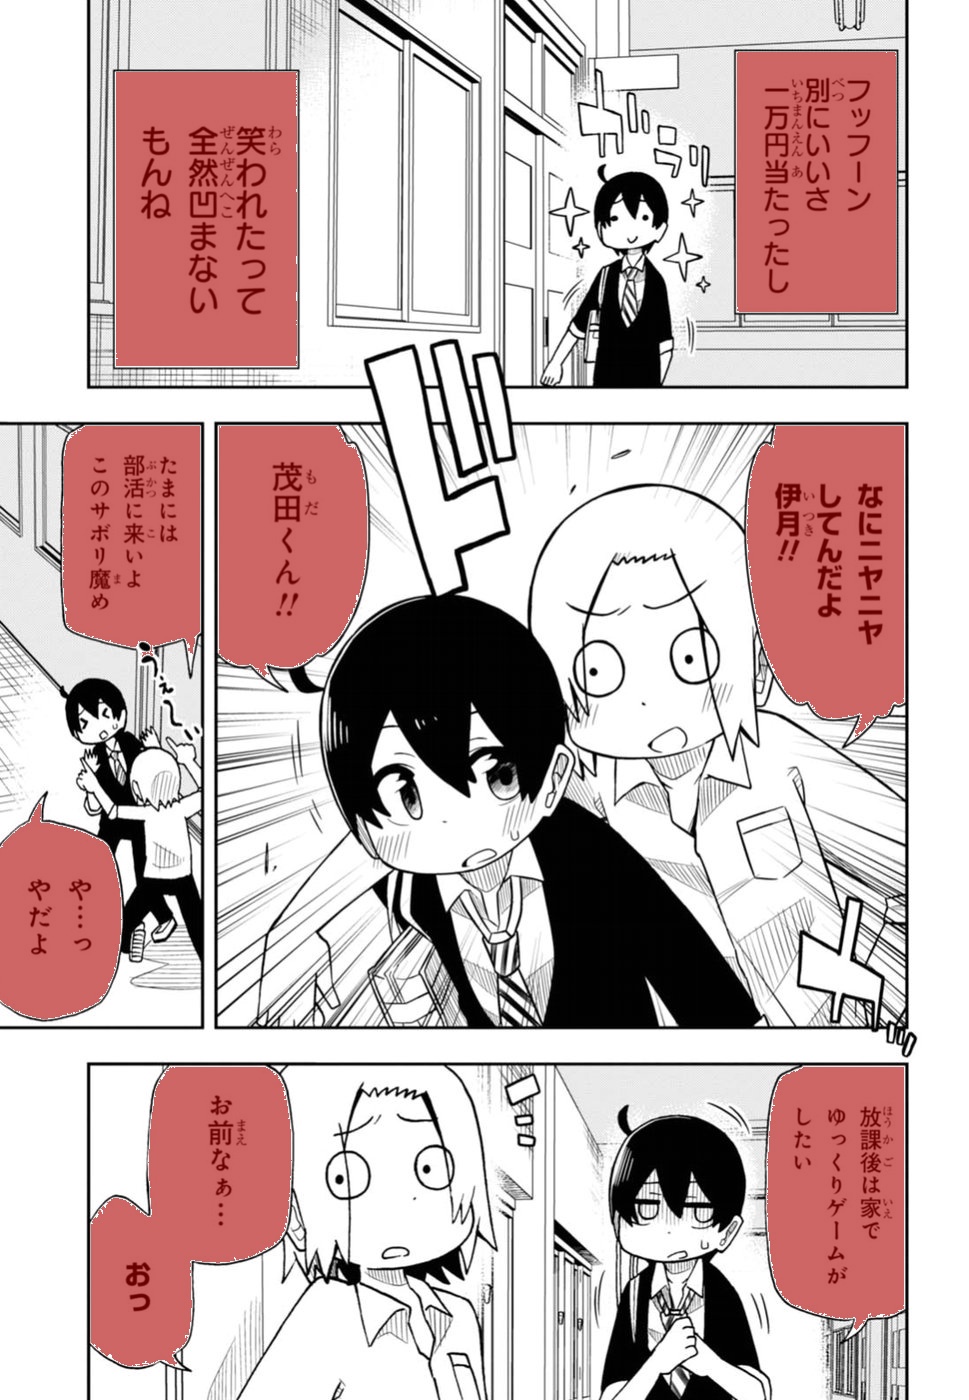 フッフーン
別にいいさ
一万円当たったし
笑われたって
全然凹まない
もんね
キラキラ
ドンッ
なにニヤニヤ
してんだよ
伊月!!
茂田くん!!
たまには
部活に来いよ
このサボり魔め
うぇ〜
や…っ
やだよ
放課後は家で
ゆっくりゲームが
したい
お前なぁ…
おっ